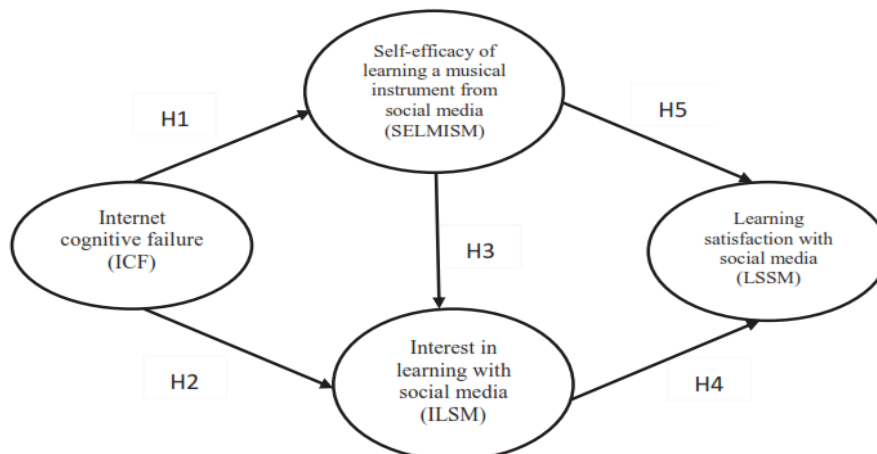 Self-efficacy of
learning a musical
instrument from
social media
(SELMISM)
H1
H5
Internet
cognitive failure
(ICF)
H3
Learning
satisfaction with
social media
(LSSM)
H2
Interest in
learning with
social media
(ILSM)
H4